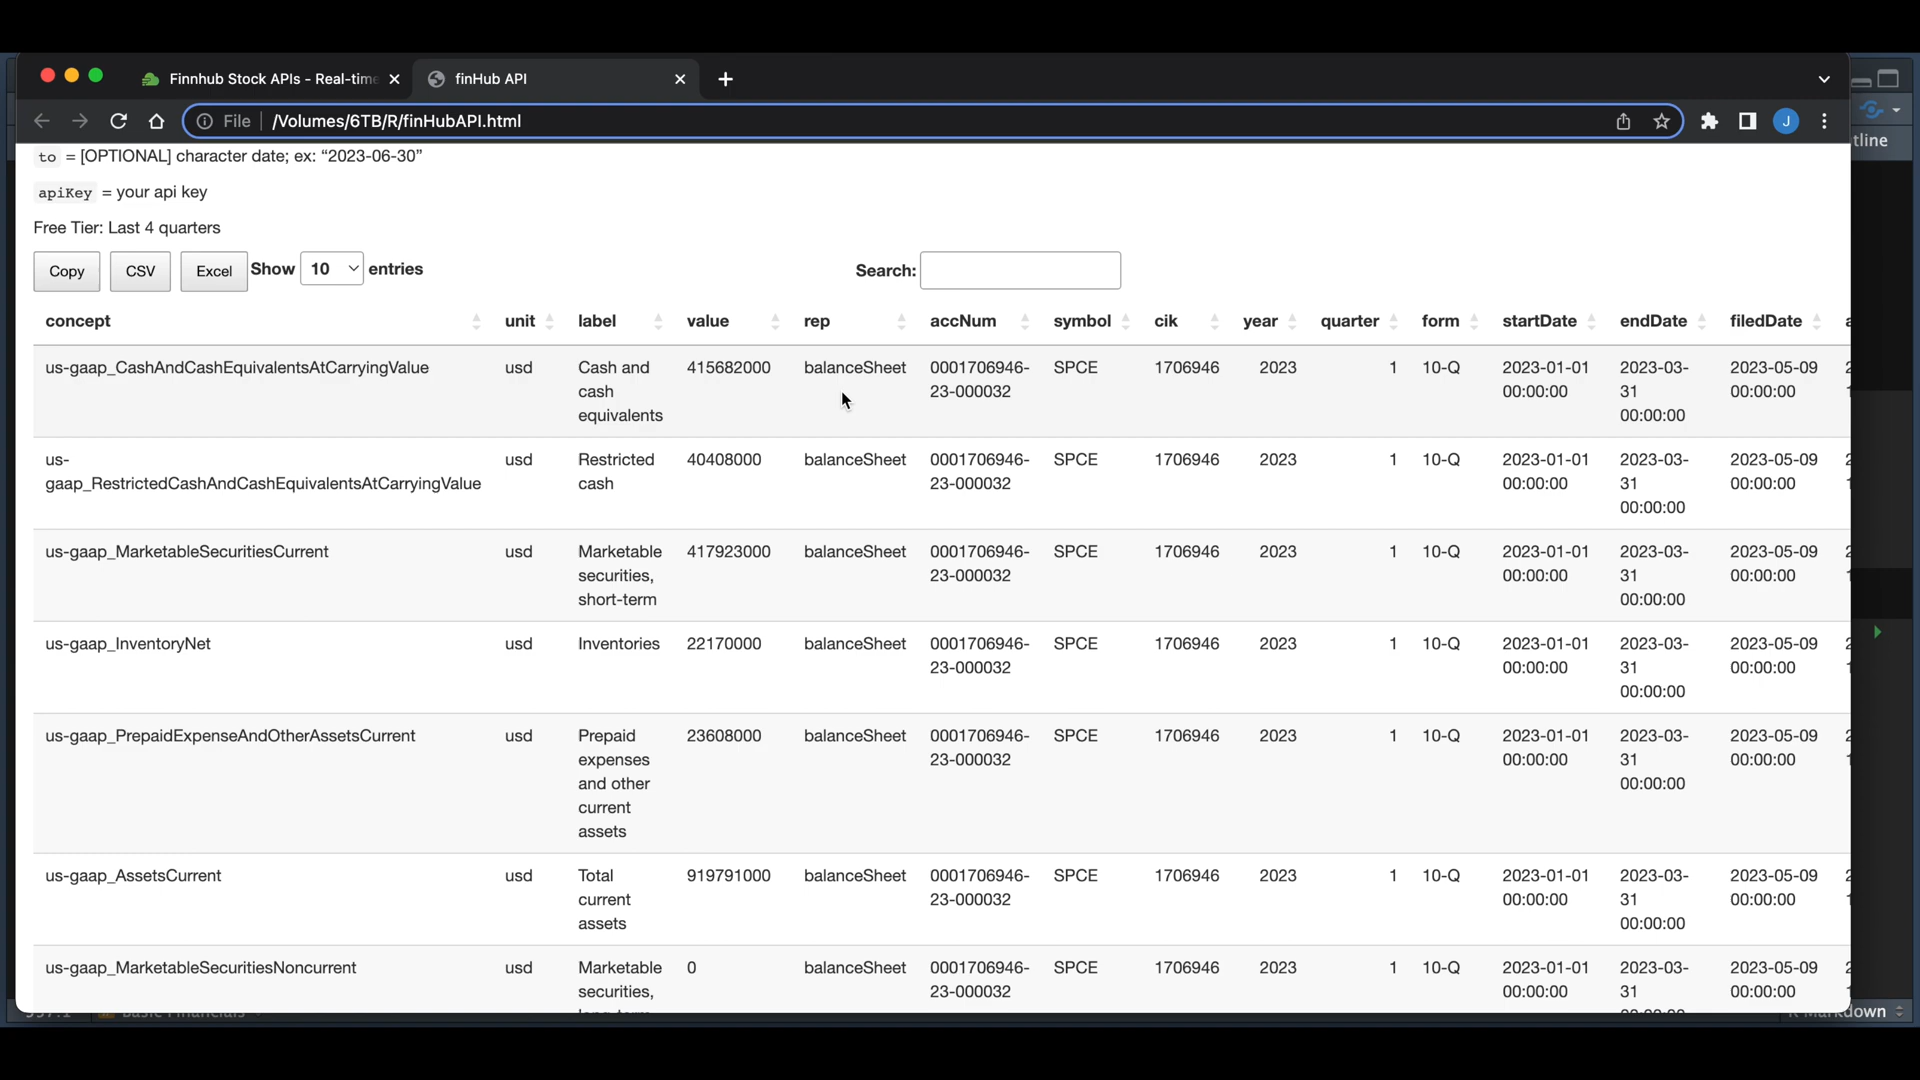 Finnhub Stock APIs - Real-time
finHub API
File /Volumes/6TB/R/finHubAPI.html
tline
to = [OPTIONAL] character date; ex: “2023-06-30”
apiKey = your api key
Free Tier: Last 4 quarters
Copy CSV Excel Show 10 entries Search:
concept unit label value rep accNum symbol cik year quarter form startDate endDate filedDate
us-gaap_CashAndCashEquivalentsAtCarryingValue usd Cash and 415682000 balanceSheet 0001706946- SPCE 1706946 2023 1 10-Q 2023-01-01 2023-03- 2023-05-09
cash 23-000032 00:00:00 31 00:00:00
equivalents 00:00:00
us- usd Restricted 40408000 balanceSheet 0001706946- SPCE 1706946 2023 1 10-Q 2023-01-01 2023-03- 2023-05-09
gaap_RestrictedCashAndCashEquivalentsAtCarryingValue cash 23-000032 00:00:00 31 00:00:00
00:00:00
us-gaap_MarketableSecuritiesCurrent usd Marketable 417923000 balanceSheet 0001706946- SPCE 1706946 2023 1 10-Q 2023-01-01 2023-03- 2023-05-09
securities, 23-000032 00:00:00 31 00:00:00
short-term 00:00:00
us-gaap_InventoryNet usd Inventories 22170000 balanceSheet 0001706946- SPCE 1706946 2023 1 10-Q 2023-01-01 2023-03- 2023-05-09
23-000032 00:00:00 31 00:00:00
00:00:00
us-gaap_PrepaidExpenseAndOtherAssetsCurrent usd Prepaid 23608000 balanceSheet 0001706946- SPCE 1706946 2023 1 10-Q 2023-01-01 2023-03- 2023-05-09
expenses 23-000032 00:00:00 31 00:00:00
and other 00:00:00
current
assets
us-gaap_AssetsCurrent usd Total 919791000 balanceSheet 0001706946- SPCE 1706946 2023 1 10-Q 2023-01-01 2023-03- 2023-05-09
current 23-000032 00:00:00 31 00:00:00
assets 00:00:00
us-gaap_MarketableSecuritiesNoncurrent usd Marketable 0 balanceSheet 0001706946- SPCE 1706946 2023 1 10-Q 2023-01-01 2023-03- 2023-05-09
securities, 23-000032 00:00:00 31 00:00:00
R Markdown